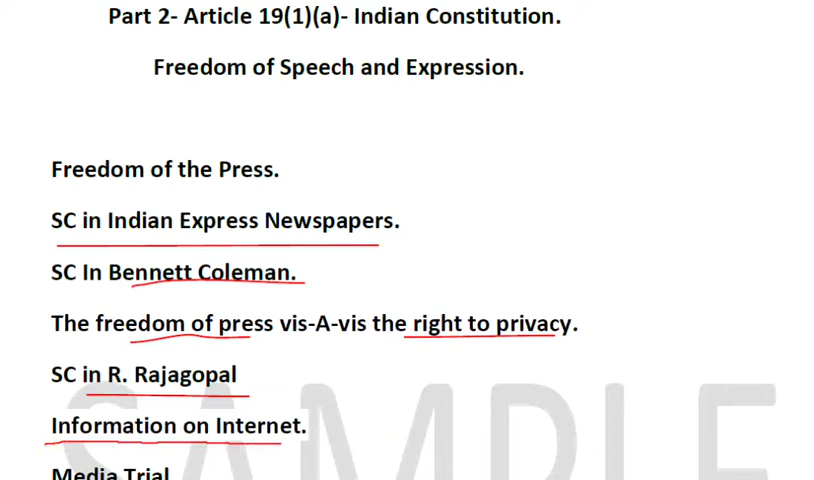 Part 2- Article 19(1)(a)- Indian Constitution.
Freedom of Speech and Expression.
Freedom of the Press.
SC in Indian Express Newspapers.
SC In Bennett Coleman.
The freedom of press vis-A-vis the right to privacy.
SC in R. Rajagopal
Information on Internet.
Media Trial
SAMPLE